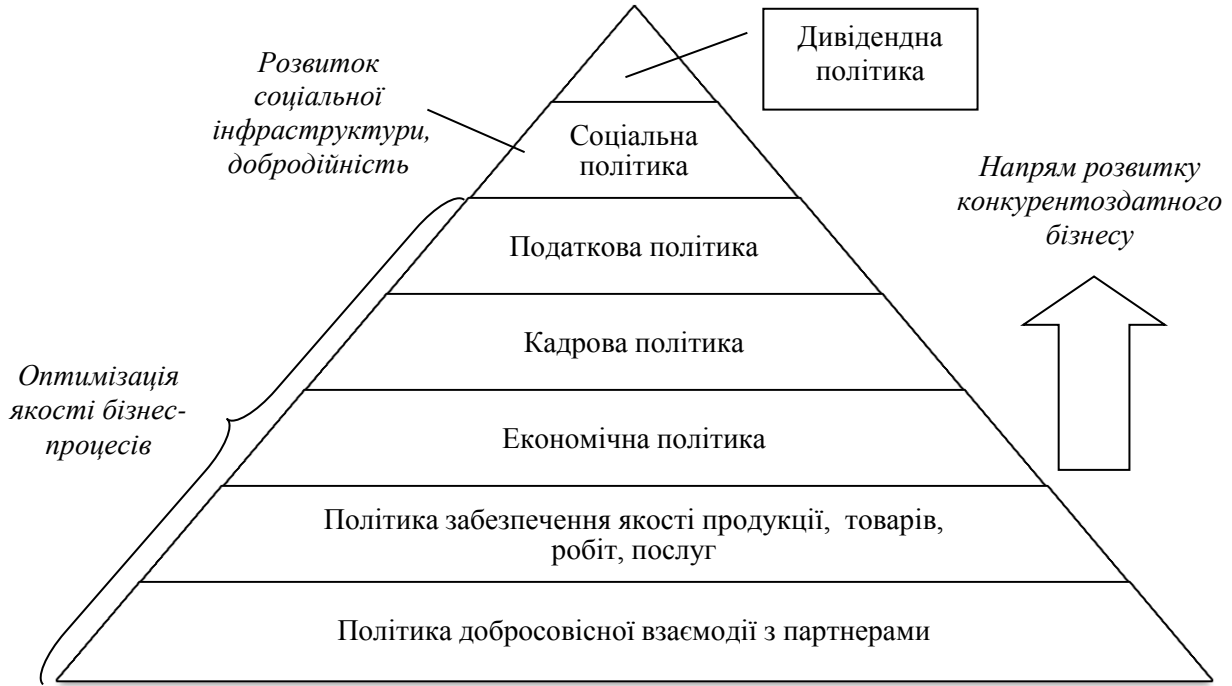 Дивідендна
політика
Розвиток
соціальної
інфраструктури,
добродійність
Соціальна
політика
Напрям розвитку
конкурентоздатного
бізнесу
Податкова політика
Кадрова політика
Оптимізація
якості бізнес-
процесів
Економічна політика
Політика забезпечення якості продукції, товарів,
робіт, послуг
Політика добросовісної взаємодії з партнерами